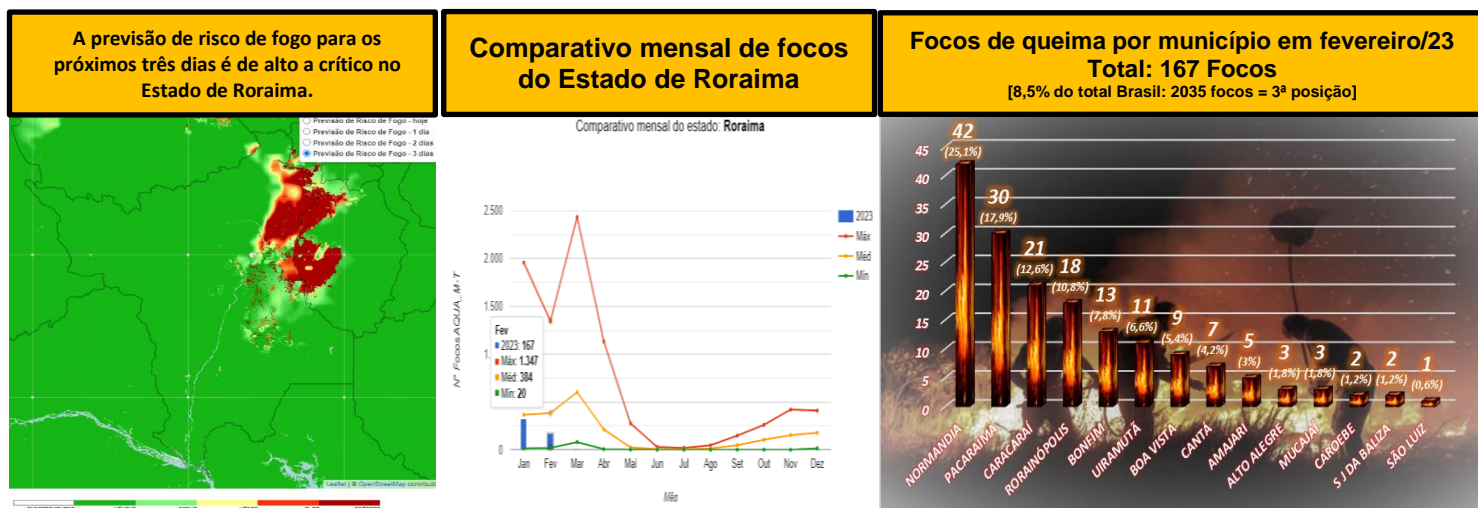 A previsão de risco de fogo para os
próximos três dias é de alto a crítico no
Estado de Roraima.
Previsão de Risco de Fogo - hoje
Previsão de Risco de Fogo - 1 dia
Previsão de Risco de Fogo - 2 dias
Previsão de Risco de Fogo - 3 dias
Leaflet | © OpenStreetMap contributo
Comparativo mensal de focos
do Estado de Roraima
Comparativo mensal do estado: Roraima
2.500
2.000
1.500
1.
500
0
Nº FocosAQUA_M-T
2023
Máx
Méd
Mín
Fev
2023: 167
Máx: 1.347
Méd: 384
Mín: 20
Jan Fev Mar Abr Mai Jun Jul Ago Set Out Nov Dez
Mês
Focos de queima por município em fevereiro/23
Total: 167 Focos
[8,5% do total Brasil: 2035 focos = 3ª posição]
45
40
35
30
25
20
15
10
5
0
42 (25,1%)
30 (17,9%)
21 (12,6%)
18 (10,8%)
13 (7,8%)
11 (6,6%)
9 (5,4%)
7 (4,2%)
5 (3%)
3 (1,8%)
3 (1,8%)
2 (1,2%)
2 (1,2%)
1 (0,6%)
NORMANDIA
PACARAIMA
CARACARAÍ
RORAINÓPOLIS
BONFIM
UIRAMUTÃ
BOA VISTA
CANTÁ
AMAJARI
ALTO ALEGRE
MUCAJAÍ
CAROEBE
S J DA BALIZA
SÃO LUIZ